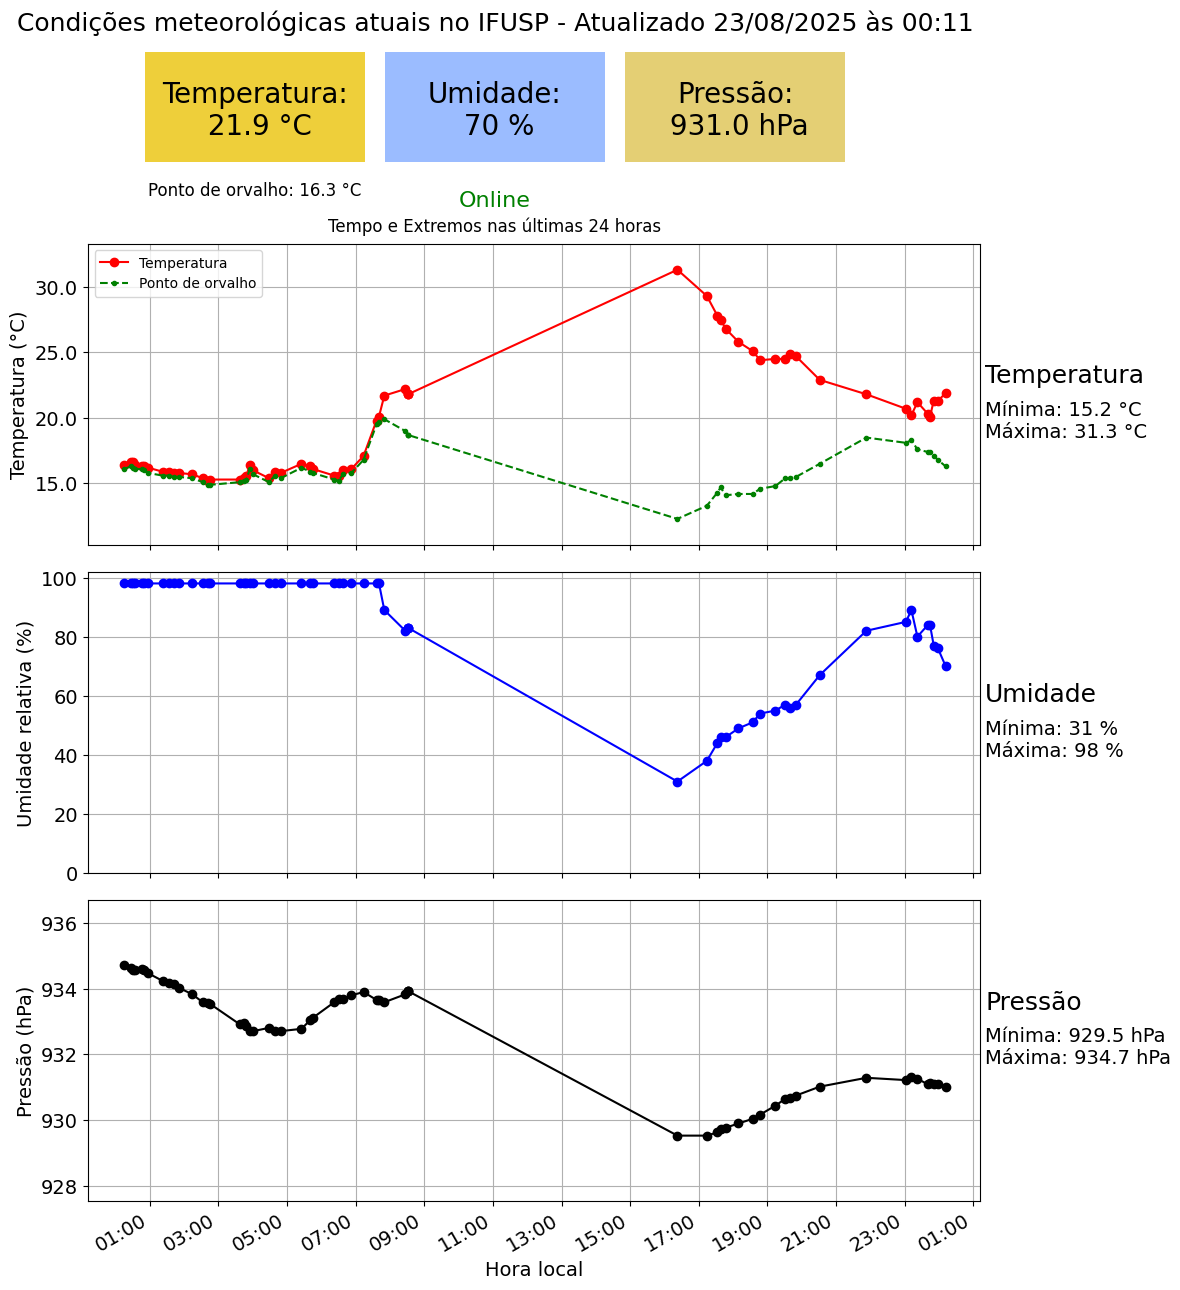 Condições meteorológicas atuais no IFUSP - Atualizado 23/08/2025 às 00:11
Temperatura:
21.9 °C
Umidade:
70 %
Pressão:
931.0 hPa
Ponto de orvalho: 16.3 °C
Online
Tempo e Extremos nas últimas 24 horas
Temperatura
Ponto de orvalho
Temperatura (°C)
30.0
25.0
20.0
15.0
Temperatura
Mínima: 15.2 °C
Máxima: 31.3 °C
Umidade relativa (%)
100
80
60
40
20
0
Umidade
Mínima: 31 %
Máxima: 98 %
Pressão (hPa)
936
934
932
930
928
Pressão
Mínima: 929.5 hPa
Máxima: 934.7 hPa
01:00 03:00 05:00 07:00 09:00 11:00 13:00 15:00 17:00 19:00 21:00 23:00 01:00
Hora local